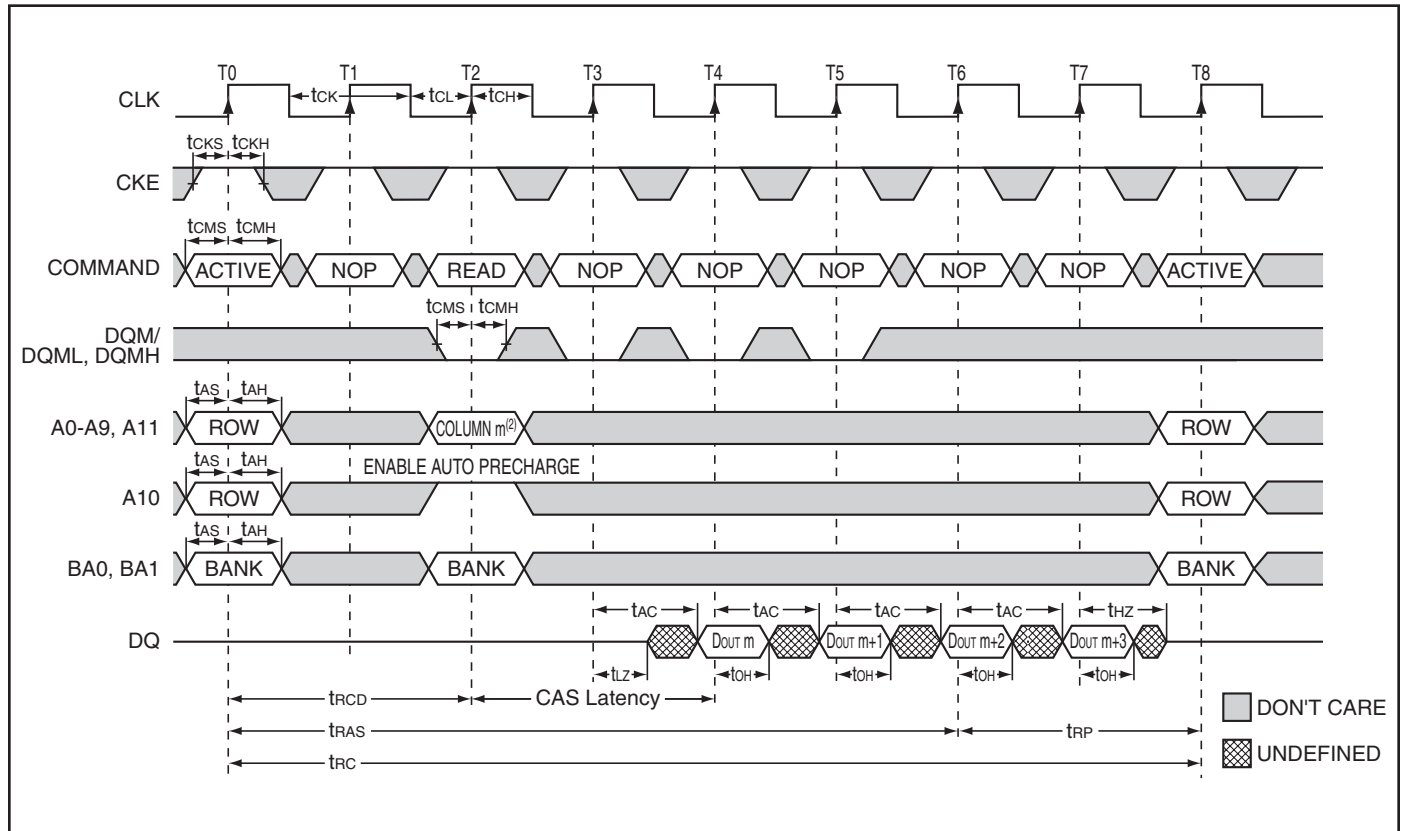 T0 T1 T2 T3 T4 T5 T6 T7 T8
CLK tCK tCL tCH
tCKS tCKH
CKE
tCMS tCMH
COMMAND ACTIVE NOP READ NOP NOP NOP NOP NOP ACTIVE
tCMS tCMH
DQM/
DQML, DQMH
tAS tAH
A0-A9, A11 ROW COLUMN m(2) ROW
tAS tAH ENABLE AUTO PRECHARGE
A10 ROW ROW
tAS tAH
BA0, BA1 BANK BANK BANK
tAC tAC tAC tAC tHZ
DQ DOUT m DOUT m+1 DOUT m+2 DOUT m+3
tLZ tOH tOH tOH tOH
tRCD CAS Latency
DON'T CARE
tRAS tRP
UNDEFINED
tRC